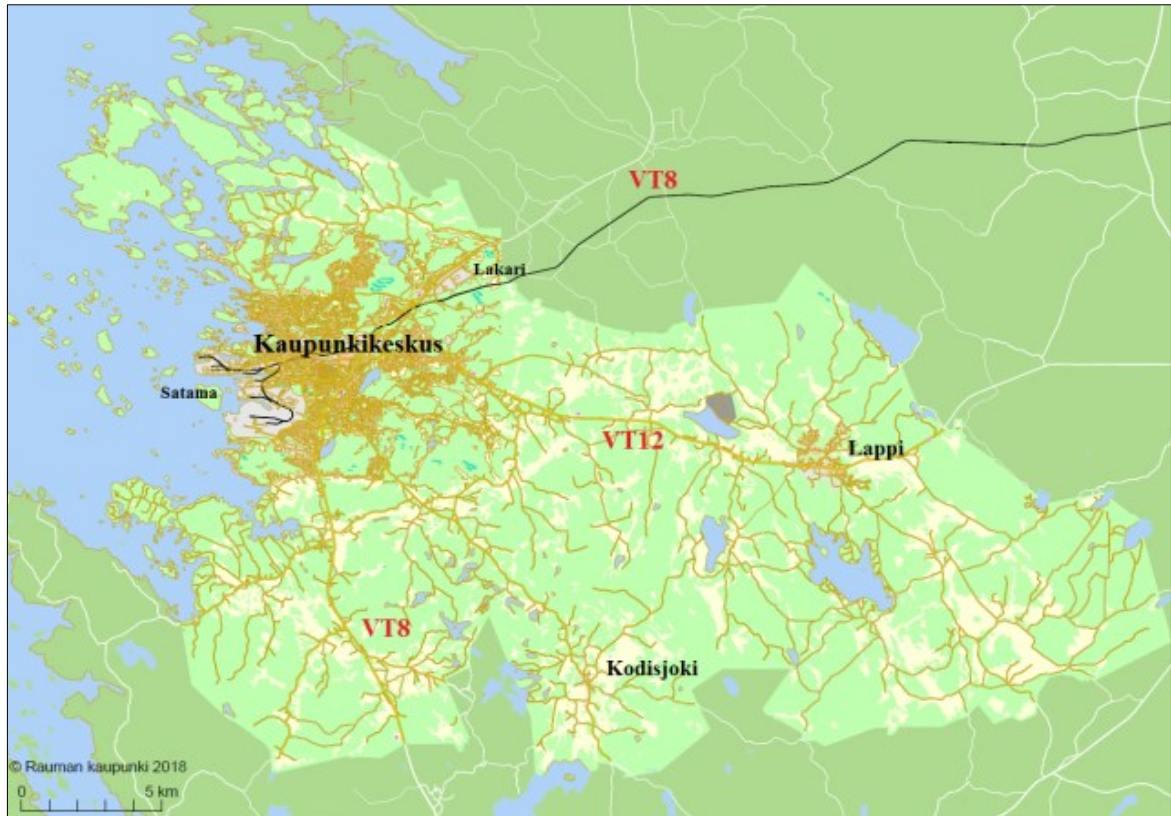 VT8
Lakari
Kaupunkikeskus
Satama
VT12
Lappi
VT8
Kodisjoki
© Rauman kaupunki 2018
0 5 km